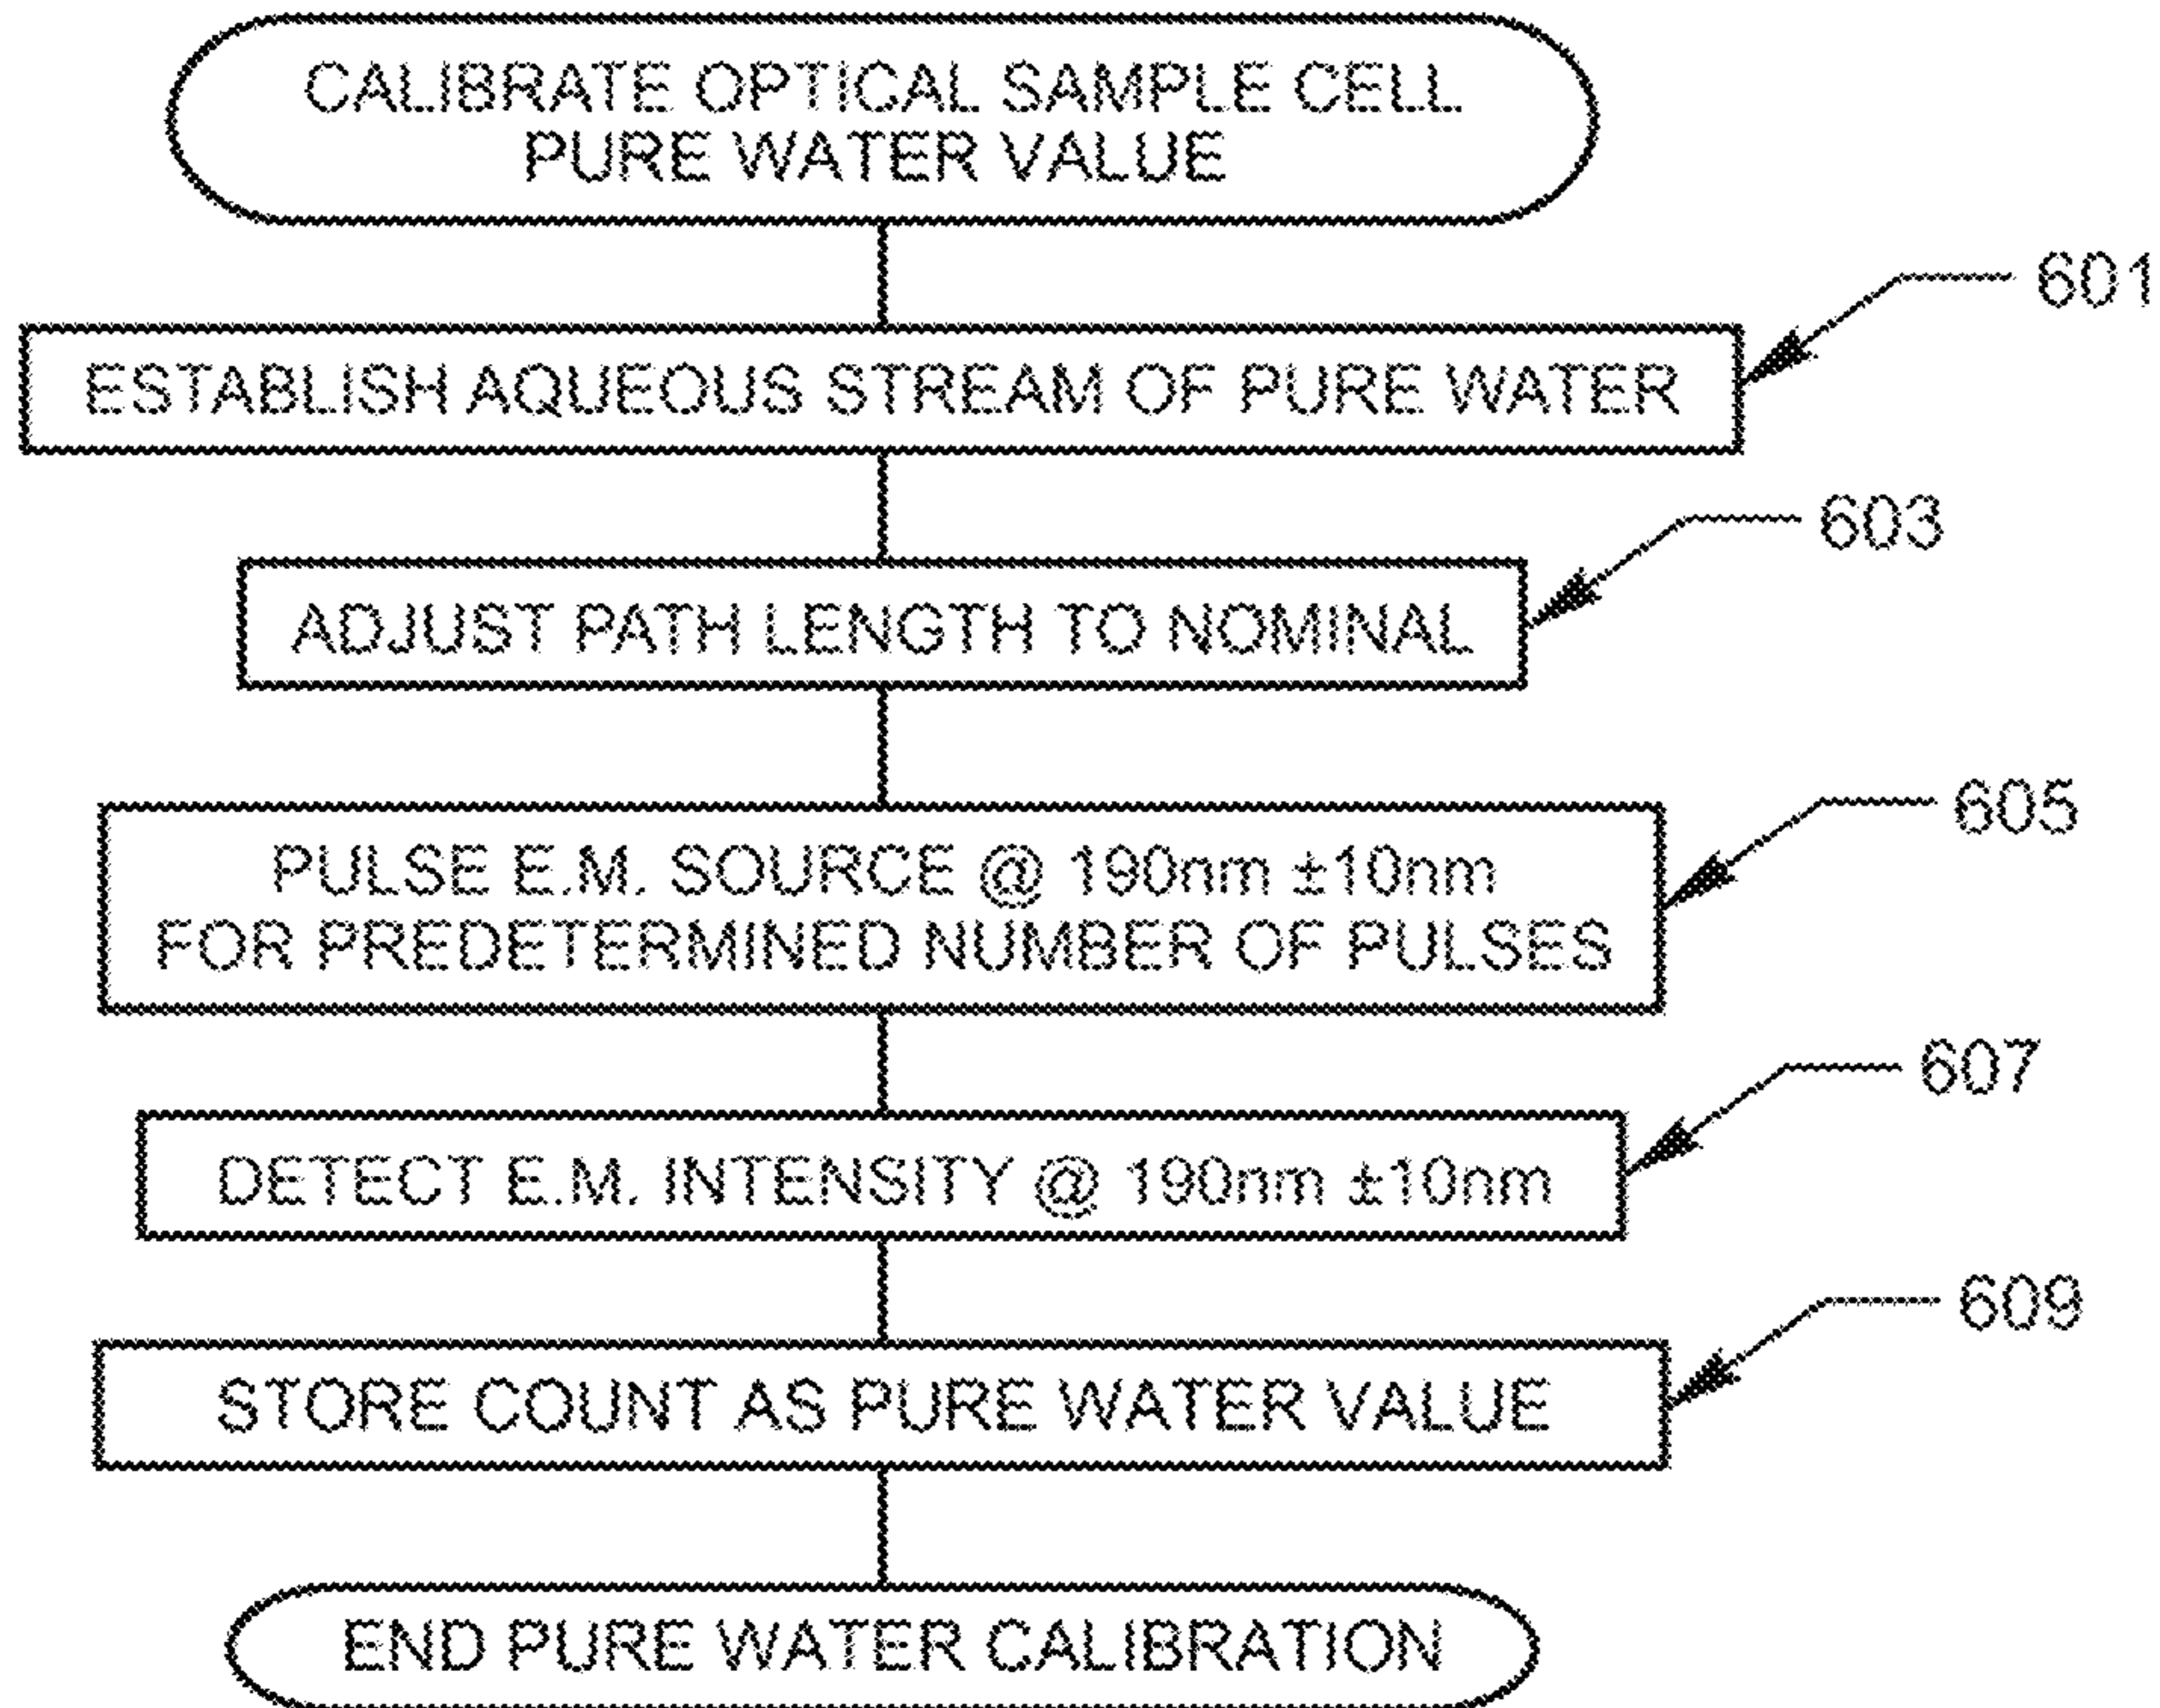 CALIBRATE OPTICAL SAMPLE CELL
PURE WATER VALUE
601
ESTABLISH AQUEOUS STREAM OF PURE WATER
603
ADJUST PATH LENGTH TO NOMINAL
605
PULSE E.M. SOURCE @ 190nm ±10nm
FOR PREDETERMINED NUMBER OF PULSES
607
DETECT E.M. INTENSITY @ 190nm ±10nm
609
STORE COUNT AS PURE WATER VALUE
END PURE WATER CALIBRATION